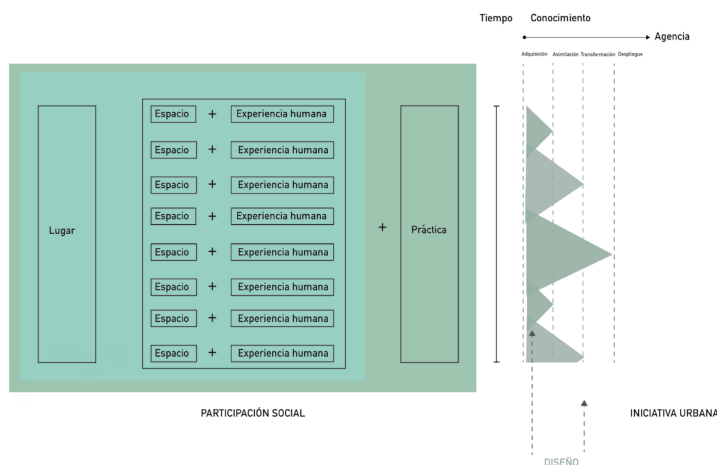 Tiempo Conocimiento
Agencia
Adquisición Asimilación Transformación Despliegue
Lugar
Espacio + Experiencia humana
Espacio + Experiencia humana
Espacio + Experiencia humana
Espacio + Experiencia humana
Espacio + Experiencia humana
Espacio + Experiencia humana
Espacio + Experiencia humana
Espacio + Experiencia humana
+ Práctica
PARTICIPACIÓN SOCIAL
INICIATIVA URBANA
DISEÑO